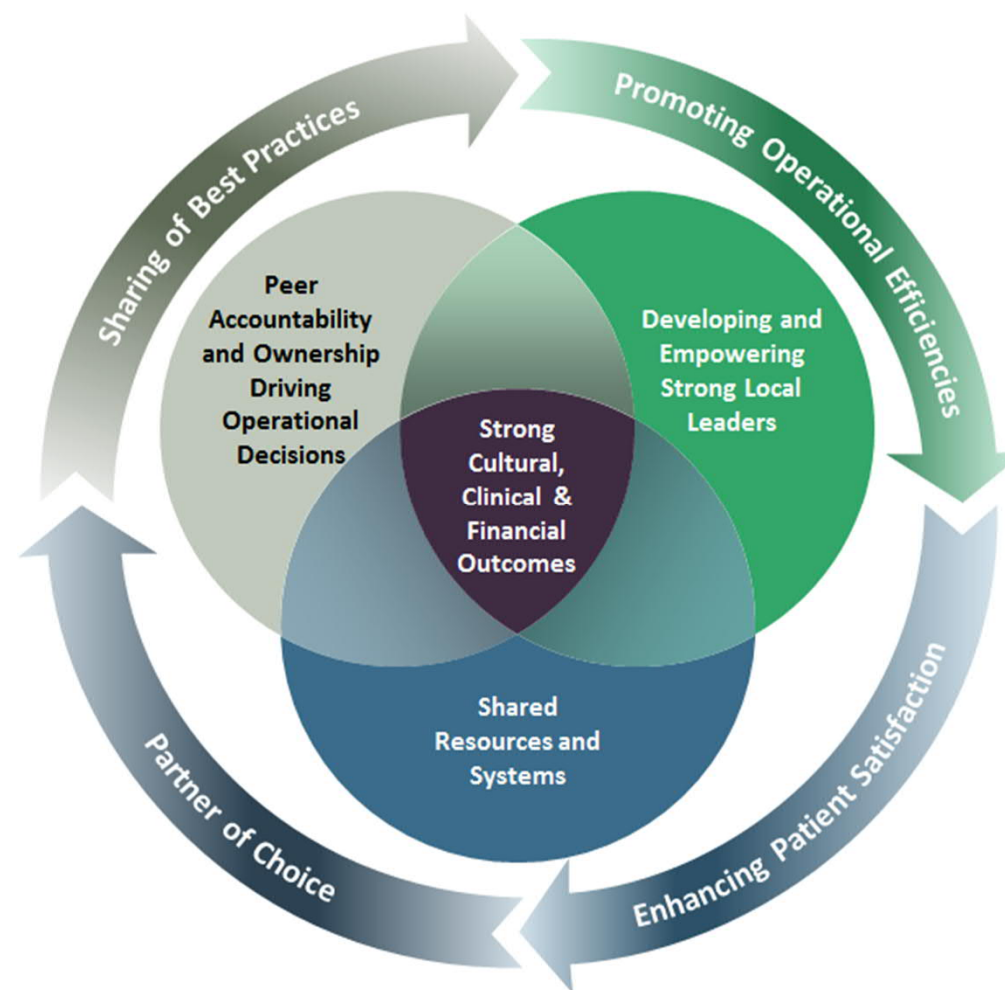 Sharing of Best Practices
Promoting Operational Efficiencies
Peer
Accountability
and Ownership
Driving
Operational
Decisions
Developing and
Empowering
Strong Local
Leaders
Strong
Cultural,
Clinical &
Financial
Outcomes
Shared
Resources and
Systems
Partner of Choice
Enhancing Patient Satisfaction